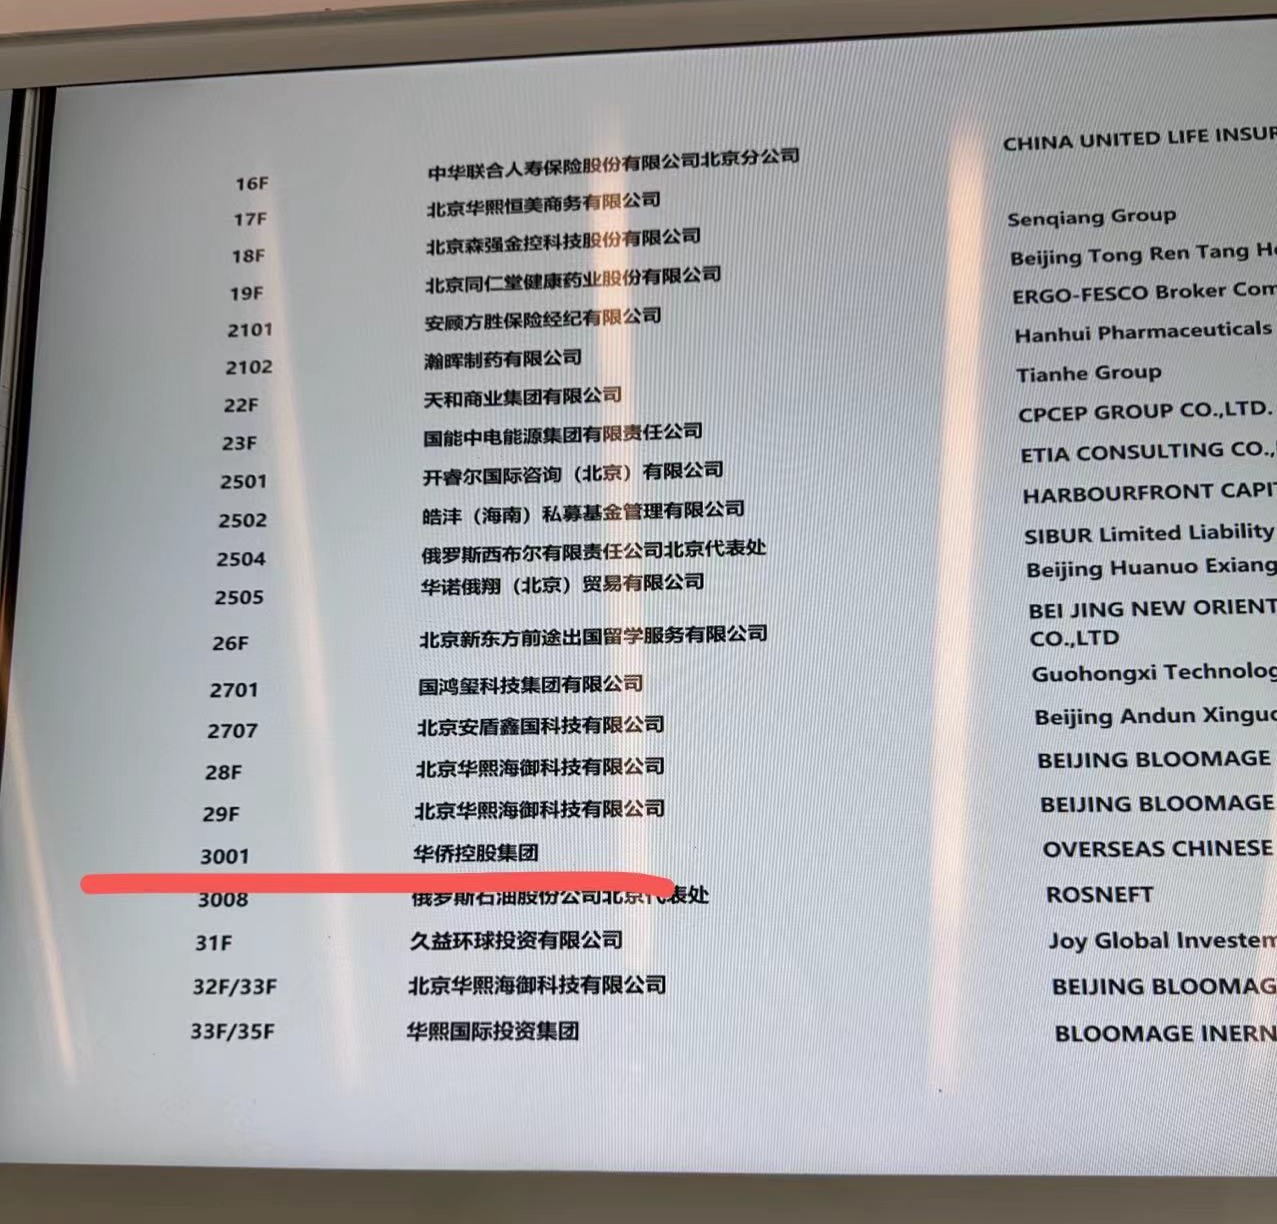 16F 中华联合人寿保险股份有限公司北京分公司 CHINA UNITED LIFE
17F 北京华熙恒美商务有限公司
18F 北京森强金控科技股份有限公司 Senqiang Group
19F 北京同仁堂健康药业股份有限公司 Beijing Tong Ren Tang
2101 安顾方胜保险经纪有限公司 ERGO-FESCO Broker
2102 瀚晖制药有限公司 Hanhui Pharmaceuticals
22F 天和商业集团有限公司 Tianhe Group
23F 国能中电能源集团有限责任公司 CPCEP GROUP CO.,LTD.
2501 开睿尔国际咨询（北京）有限公司 ETIA CONSULTING CO.,
2502 皓沣（海南）私募基金管理有限公司 HARBOURFRONT
2504 俄罗斯西布尔有限责任公司北京代表处 SIBUR Limited Liability
2505 华诺俄翔（北京）贸易有限公司 Beijing Huanuo Exiang
26F 北京新东方前途出国留学服务有限公司 BEI JING NEW
CO.,LTD
2701 国鸿玺科技集团有限公司 Guohongxi
2707 北京安盾鑫国科技有限公司 Beijing Andun
28F 北京华熙海御科技有限公司 BEIJING BLOOMAGE
29F 北京华熙海御科技有限公司 BEIJING BLOOMAGE
3001 华侨控股集团 OVERSEAS CHINESE
3008 俄罗斯石油股份公司北京代表处 ROSNEFT
31F 久益环球投资有限公司 Joy Global
32F/33F 北京华熙海御科技有限公司 BEIJING
33F/35F 华熙国际投资集团 BLOOMAGE